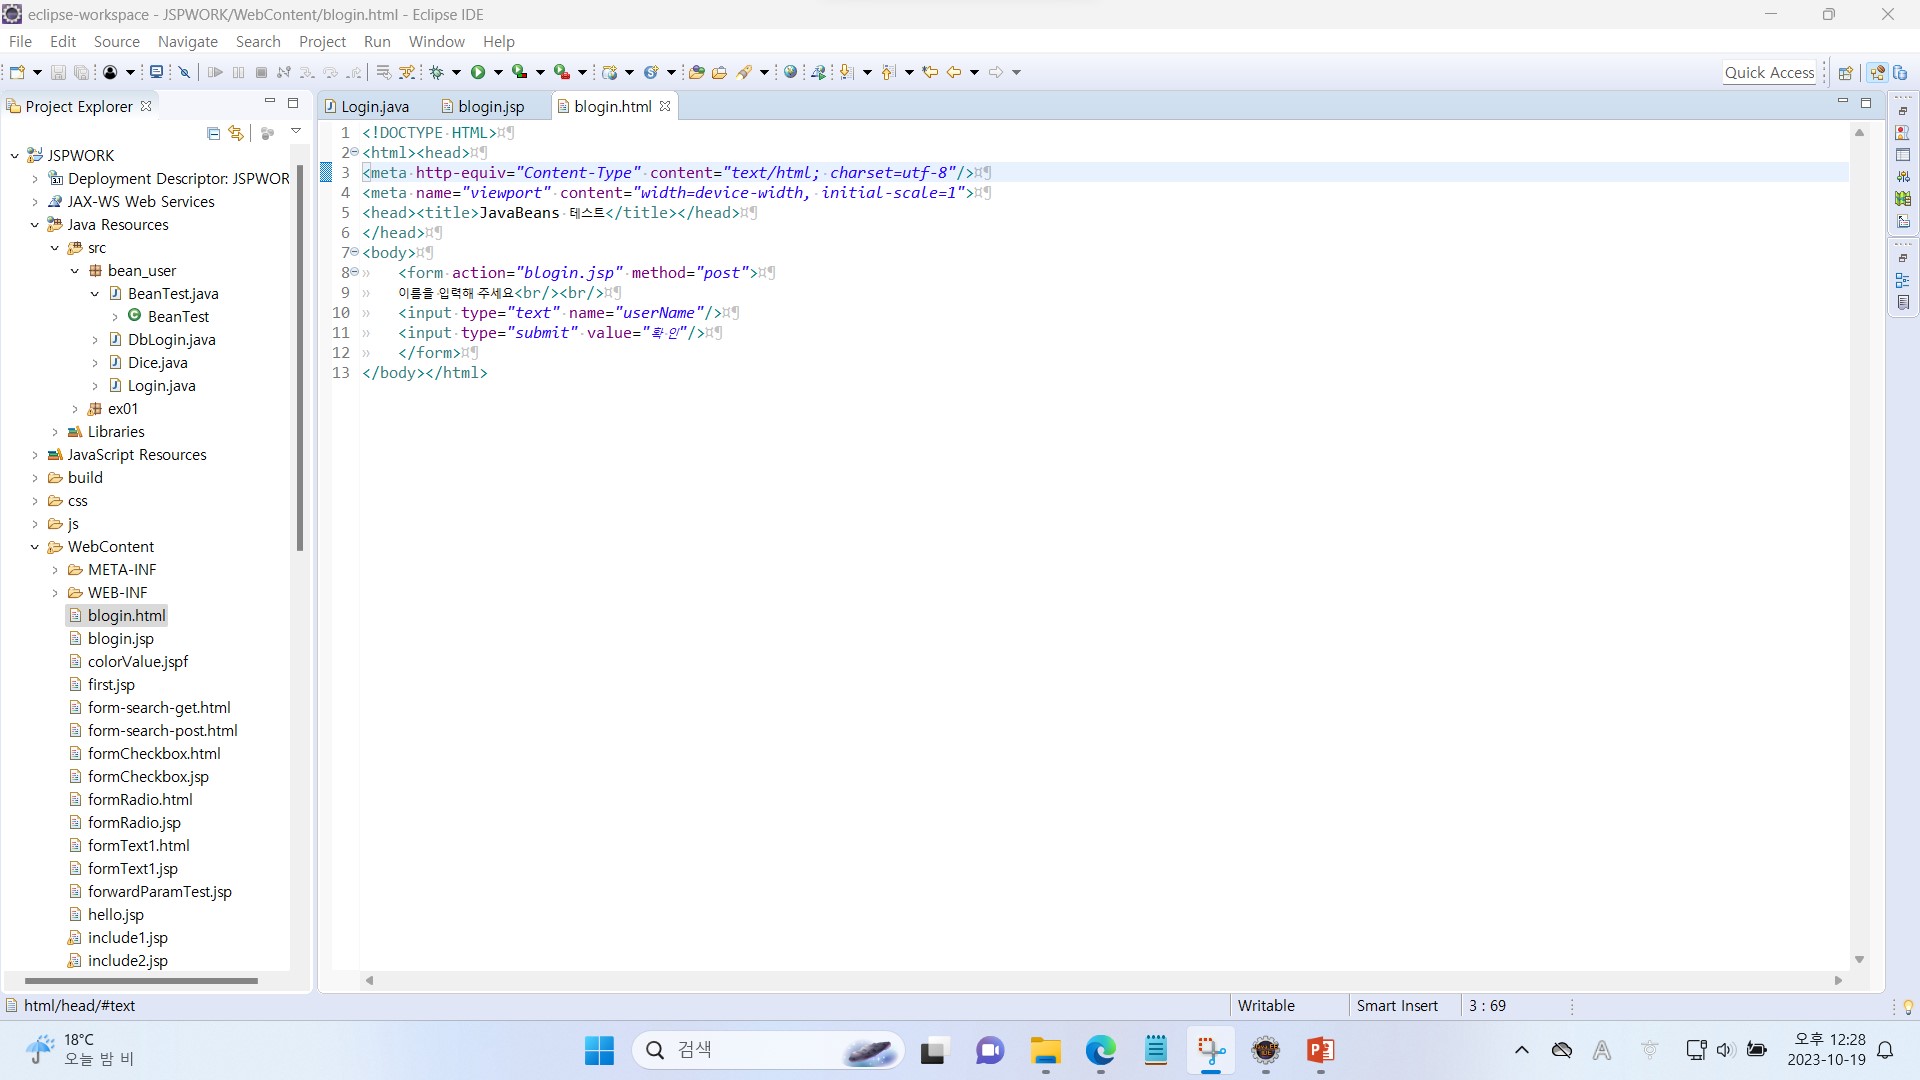 eclipse-workspace - JSPWORK/WebContent/blogin.html - Eclipse IDE
File Edit Source Navigate Search Project Run Window Help
Quick Access
Project Explorer
Login.java blogin.jsp blogin.html
JSPWORK
Deployment Descriptor: JSPWOR
JAX-WS Web Services
Java Resources
src
bean_user
BeanTest.java
BeanTest
DbLogin.java
Dice.java
Login.java
ex01
Libraries
JavaScript Resources
build
css
js
WebContent
META-INF
WEB-INF
blogin.html
blogin.jsp
colorValue.jspf
first.jsp
form-search-get.html
form-search-post.html
formCheckbox.html
formCheckbox.jsp
formRadio.html
formRadio.jsp
formText1.html
formText1.jsp
forwardParamTest.jsp
hello.jsp
include1.jsp
include2.jsp
1 <!DOCTYPE HTML>
2 <html><head>
3 <meta http-equiv="Content-Type" content="text/html; charset=utf-8"/>
4 <meta name="viewport" content="width=device-width, initial-scale=1">
5 <head><title>JavaBeans 테스트</title></head>
6 </head>
7 <body>
8 <form action="blogin.jsp" method="post">
9 이름을 입력해 주세요<br/><br/>
10 <input type="text" name="userName"/>
11 <input type="submit" value="확 인"/>
12 </form>
13 </body></html>
html/head/#text
Writable
Smart Insert
3 : 69
18°C
오늘 밤 비
검색
오후 12:28
2023-10-19